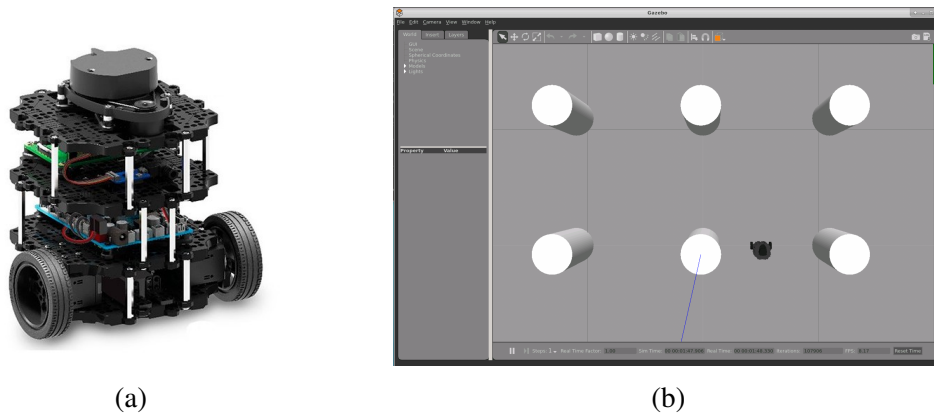 Gazebo
File Edit Camera View Window Help
World Insert Layers
GUI
Scene
Spherical Coordinates
Physics
Models
Lights
Property Value
Steps: Real Time Factor: Sim Time: Real Time: Iterations: FPS: Reset Time
(a) (b)